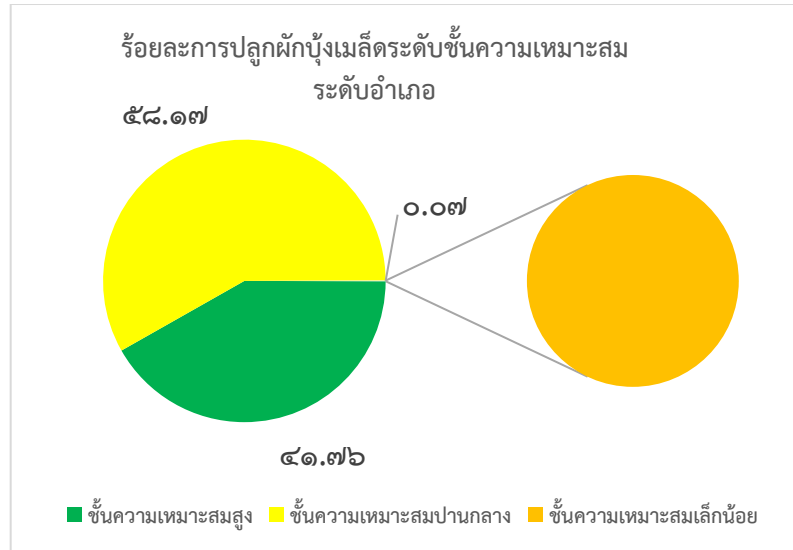 ร้อยละการปลูกผักบุ้งเมล็ดระดับชั้นความเหมาะสม
ระดับอำเภอ
๕๘.๑๗
๐.๐๗
๔๑.๗๖
ชั้นความเหมาะสมสูง ชั้นความเหมาะสมปานกลาง ชั้นความเหมาะสมเล็กน้อย